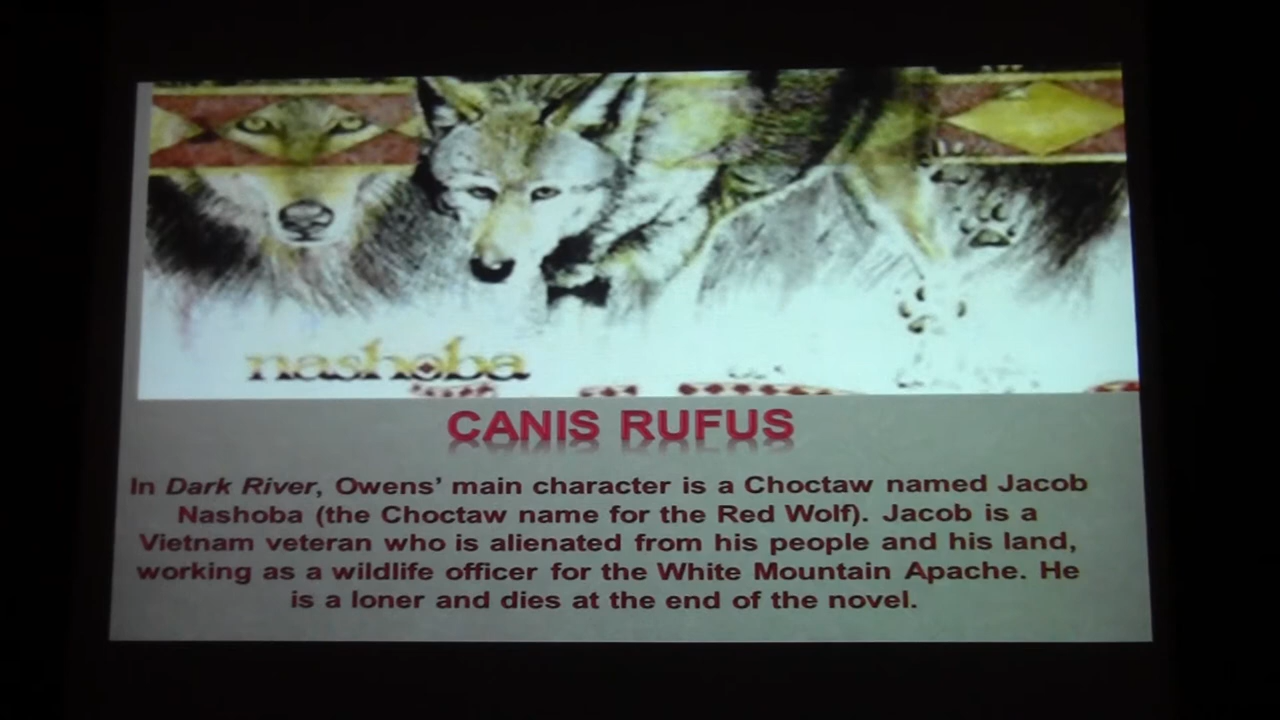 nashoba
CANIS RUFUS
In Dark River, Owens’ main character is a Choctaw named Jacob
Nashoba (the Choctaw name for the Red Wolf). Jacob is a
Vietnam veteran who is alienated from his people and his land,
working as a wildlife officer for the White Mountain Apache. He
is a loner and dies at the end of the novel.